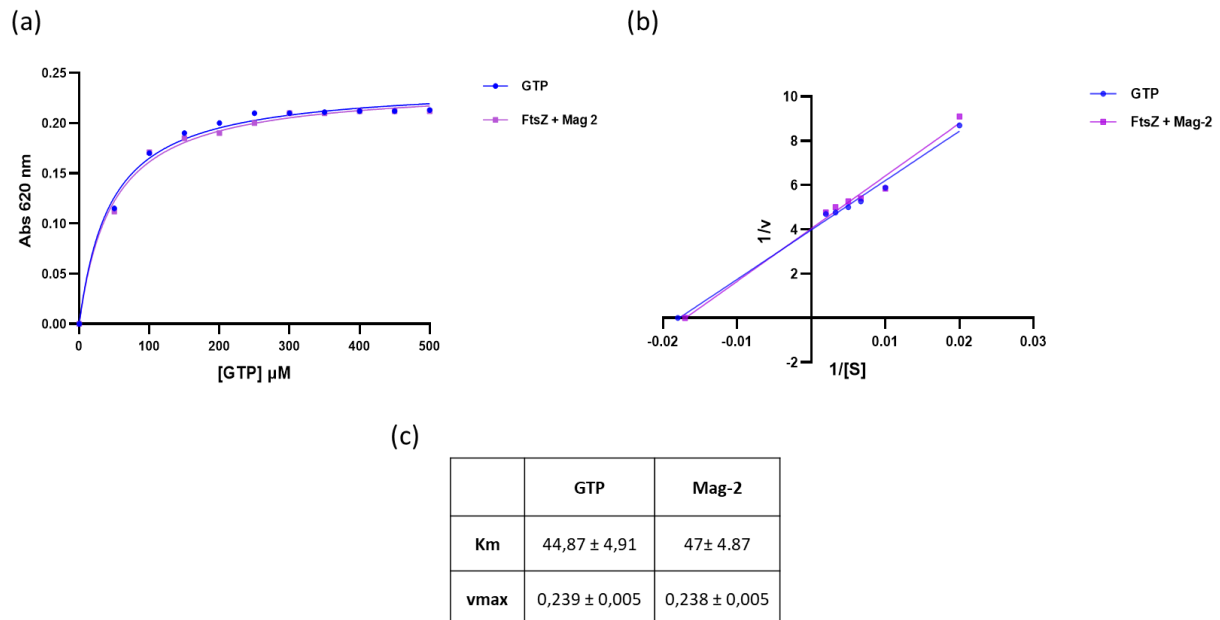 (a)
0.25
0.20
0.15
0.10
0.05
0.00
Abs 620 nm
0
100
200
300
400
500
[GTP] µM
GTP
FtsZ + Mag 2
(b)
10
8
6
4
2
-2
1/v
-0.02
-0.01
0.01
0.02
0.03
1/[S]
GTP
FtsZ + Mag-2
(c)
GTP Mag-2
Km 44,87 ± 4,91 47± 4.87
vmax 0,239 ± 0,005 0,238 ± 0,005